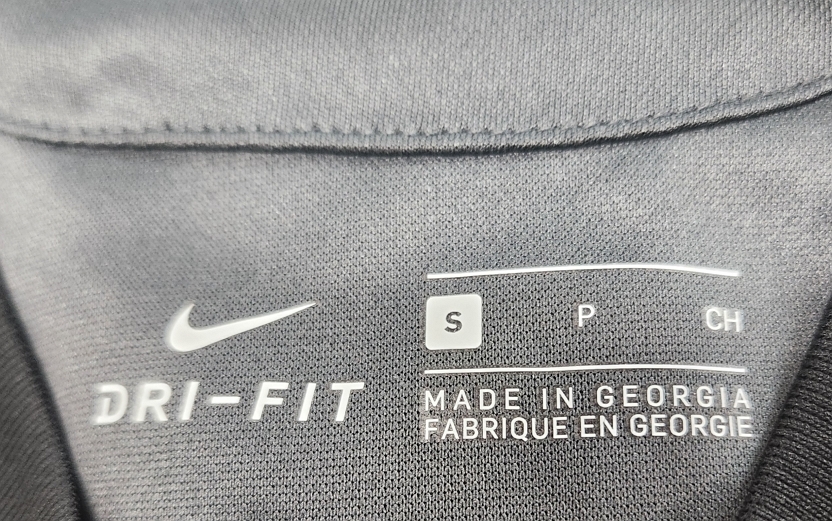 DRI-FIT
S P CH
MADE IN GEORGIA
FABRIQUE EN GEORGIE